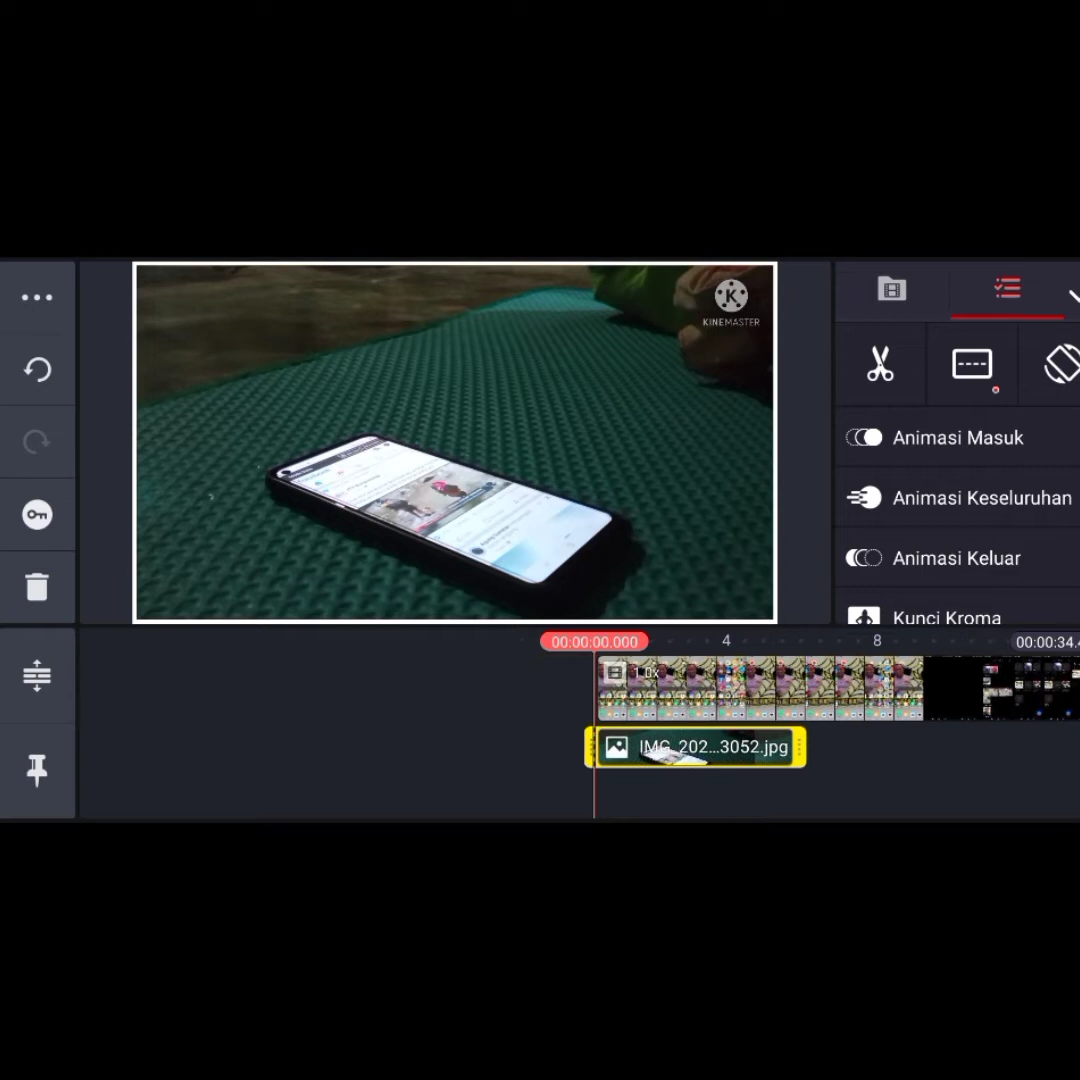 KINEMASTER
Animasi Masuk
Animasi Keseluruhan
Animasi Keluar
Kunci Kroma
00:00:00.000
4
8
00:00:34.4
1.0x
IMG_202...3052.jpg